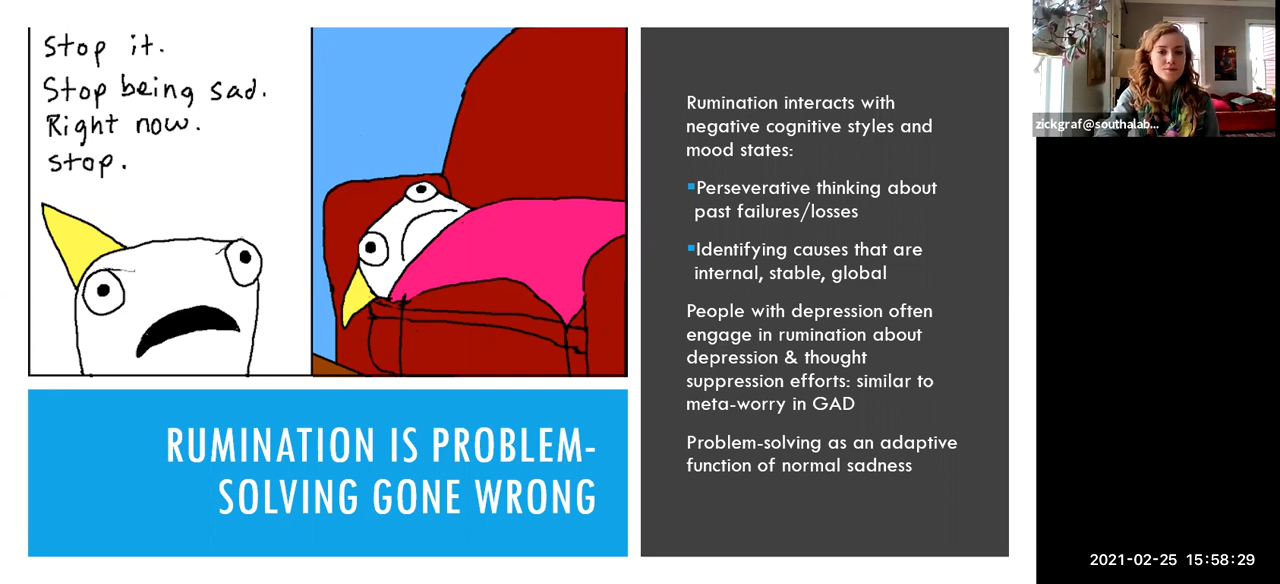 Stop it.
Stop being sad.
Right now.
stop.
RUMINATION IS PROBLEM-
SOLVING GONE WRONG
Rumination interacts with
negative cognitive styles and
mood states:
▪Perseverative thinking about
past failures/losses
▪Identifying causes that are
internal, stable, global
People with depression often
engage in rumination about
depression & thought
suppression efforts: similar to
meta-worry in GAD
Problem-solving as an adaptive
function of normal sadness
zickgraf@southalab...
2021-02-25 15:58:29